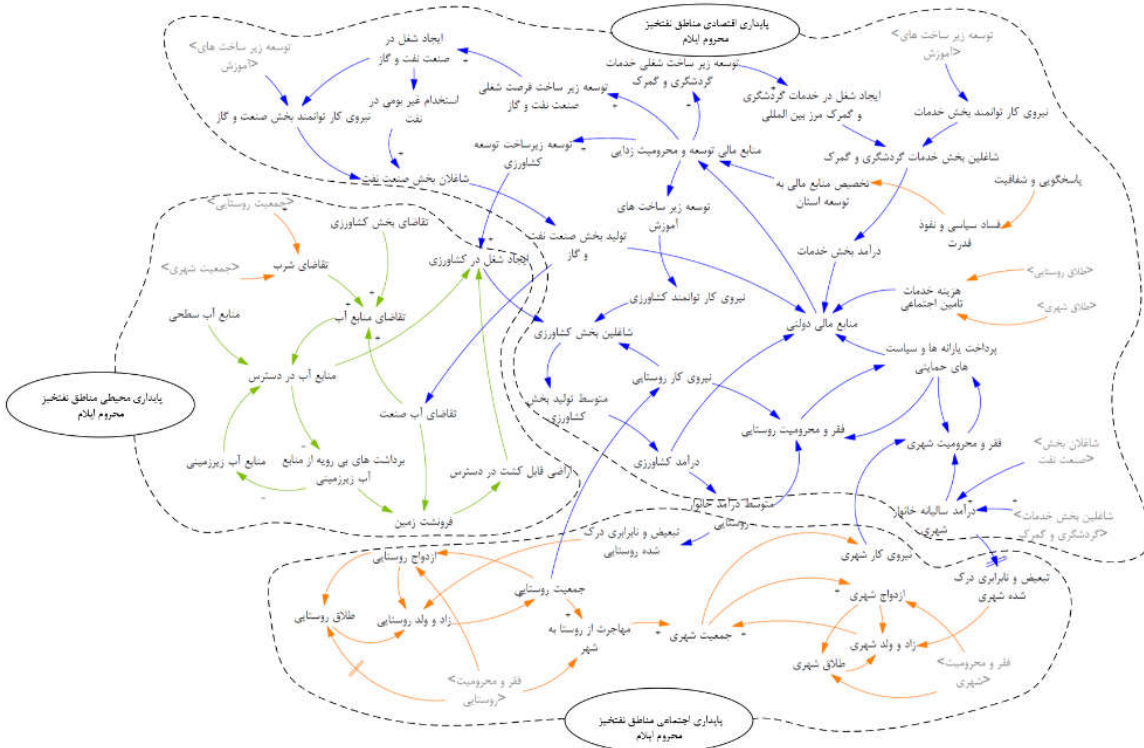 پایداری اقتصادی مناطق نفتخیز
محروم ایلام
<توسعه زیر ساخت های
آموزش>
ایجاد شغل در
صنعت نفت و گاز
توسعه زیر ساخت شغلی خدمات
گردشگری و گمرک
<توسعه زیر ساخت های
آموزش>
استخدام غیر بومی در
نفت
توسعه زیر ساخت فرصت شغلی
صنعت نفت و گاز
ایجاد شغل در خدمات گردشگری
و گمرک مرز بین المللی
نیروی کار توانمند بخش صنعت و گاز
نیروی کار توانمند بخش خدمات
توسعه زیرساخت توسعه
کشاورزی
منابع مالی توسعه و محرومیت زدایی
شاغلین بخش خدمات گردشگری و گمرک
شاغلان بخش صنعت نفت
تخصیص منابع مالی به
توسعه استان
پاسخگویی و شفافیت
<جمعیت روستایی>
تقاضای بخش کشاورزی
توسعه زیر ساخت های
آموزش
فساد سیاسی و نفوذ
قدرت
تولید بخش صنعت نفت
و گاز
درآمد بخش خدمات
<جمعیت شهری>
تقاضای شرب
ایجاد شغل در کشاورزی
<طلاق روستایی>
هزینه خدمات
تامین اجتماعی
نیروی کار توانمند کشاورزی
<طلاق شهری>
منابع آب سطحی
تقاضای منابع آب
منابع مالی دولتی
شاغلین بخش کشاورزی
پرداخت یارانه ها و سیاست
های حمایتی
منابع آب در دسترس
نیروی کار روستایی
پایداری محیطی مناطق نفتخیز
محروم ایلام
تقاضای آب صنعت
متوسط تولید بخش
کشاورزی
فقر و محرومیت روستایی
فقر و محرومیت شهری
<شاغلان بخش
صنعت نفت>
منابع آب زیرزمینی
برداشت های بی رویه از منابع
آب زیرزمینی
اراضی قابل کشت در دسترس
درآمد کشاورزی
متوسط درآمد خانوار
روستایی
درآمد سالیانه خانوار
شهری
<شاغلین بخش خدمات
گردشگری و گمرک>
فرونشت زمین
تبعیض و نابرابری درک
شده روستایی
نیروی کار شهری
تبعیض و نابرابری درک
شده شهری
ازدواج روستایی
جمعیت روستایی
ازدواج شهری
طلاق روستایی
زاد و ولد روستایی
مهاجرت از روستا به
شهر
جمعیت شهری
زاد و ولد شهری
طلاق شهری
<فقر و محرومیت
روستایی>
<فقر و محرومیت
شهری>
پایداری اجتماعی مناطق نفتخیز
محروم ایلام